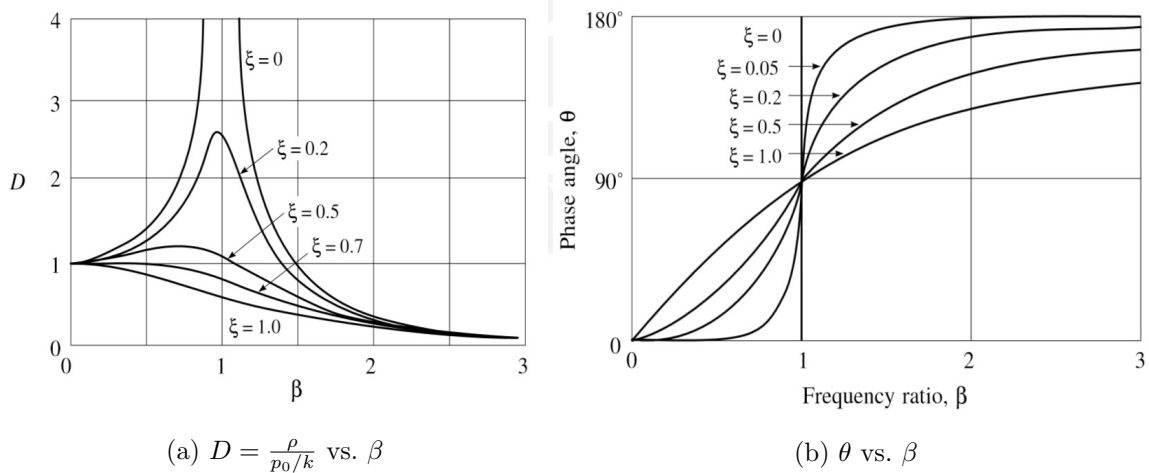 4
3
2
1
0
D
ξ = 0
ξ = 0.2
ξ = 0.5
ξ = 0.7
ξ = 1.0
0
1
2
3
β
(a) D = ρ/(p₀/k) vs. β
180°
90°
0
Phase angle, θ
ξ = 0
ξ = 0.05
ξ = 0.2
ξ = 0.5
ξ = 1.0
0
1
2
3
Frequency ratio, β
(b) θ vs. β